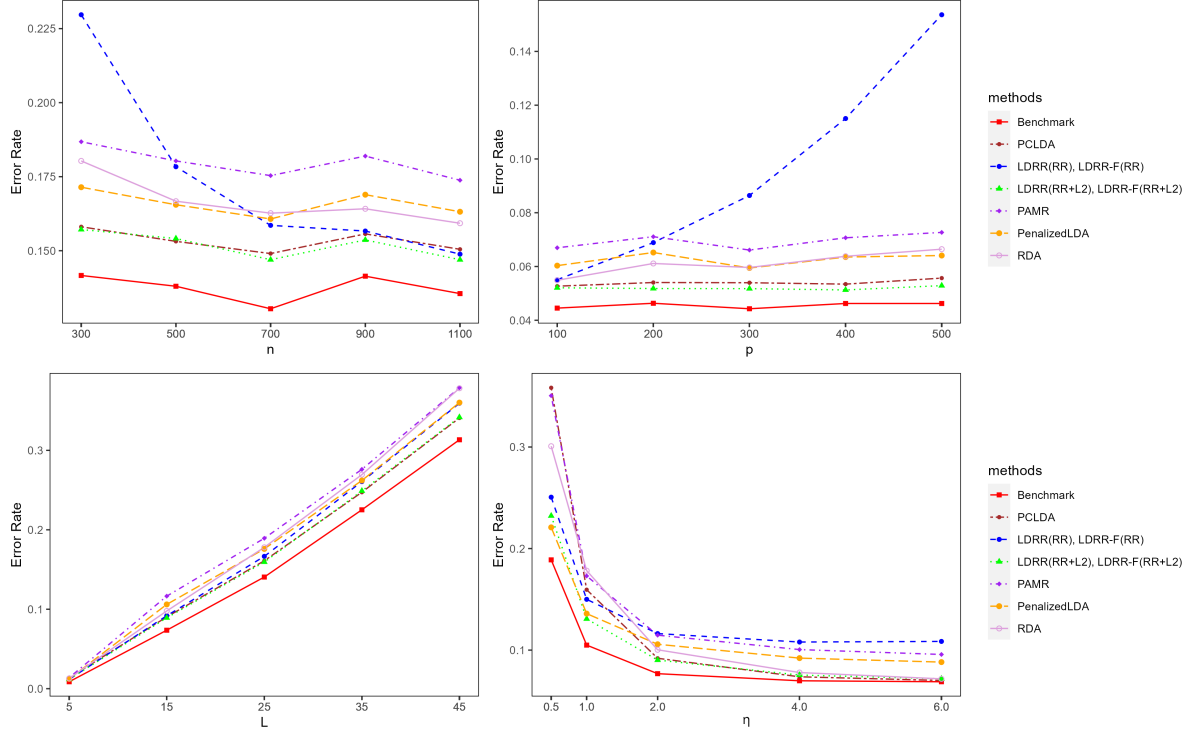 Error Rate
0.225
0.200
0.175
0.150
300
500
700
900
1100
n
Error Rate
0.14
0.12
0.10
0.08
0.06
0.04
100
200
300
400
500
p
methods
Benchmark
PCLDA
LDRR(RR), LDRR-F(RR)
LDRR(RR+L2), LDRR-F(RR+L2)
PAMR
PenalizedLDA
RDA
Error Rate
0.3
0.2
0.1
0.0
5
15
25
35
45
L
Error Rate
0.3
0.2
0.1
0.5
1.0
2.0
4.0
6.0
η
methods
Benchmark
PCLDA
LDRR(RR), LDRR-F(RR)
LDRR(RR+L2), LDRR-F(RR+L2)
PAMR
PenalizedLDA
RDA